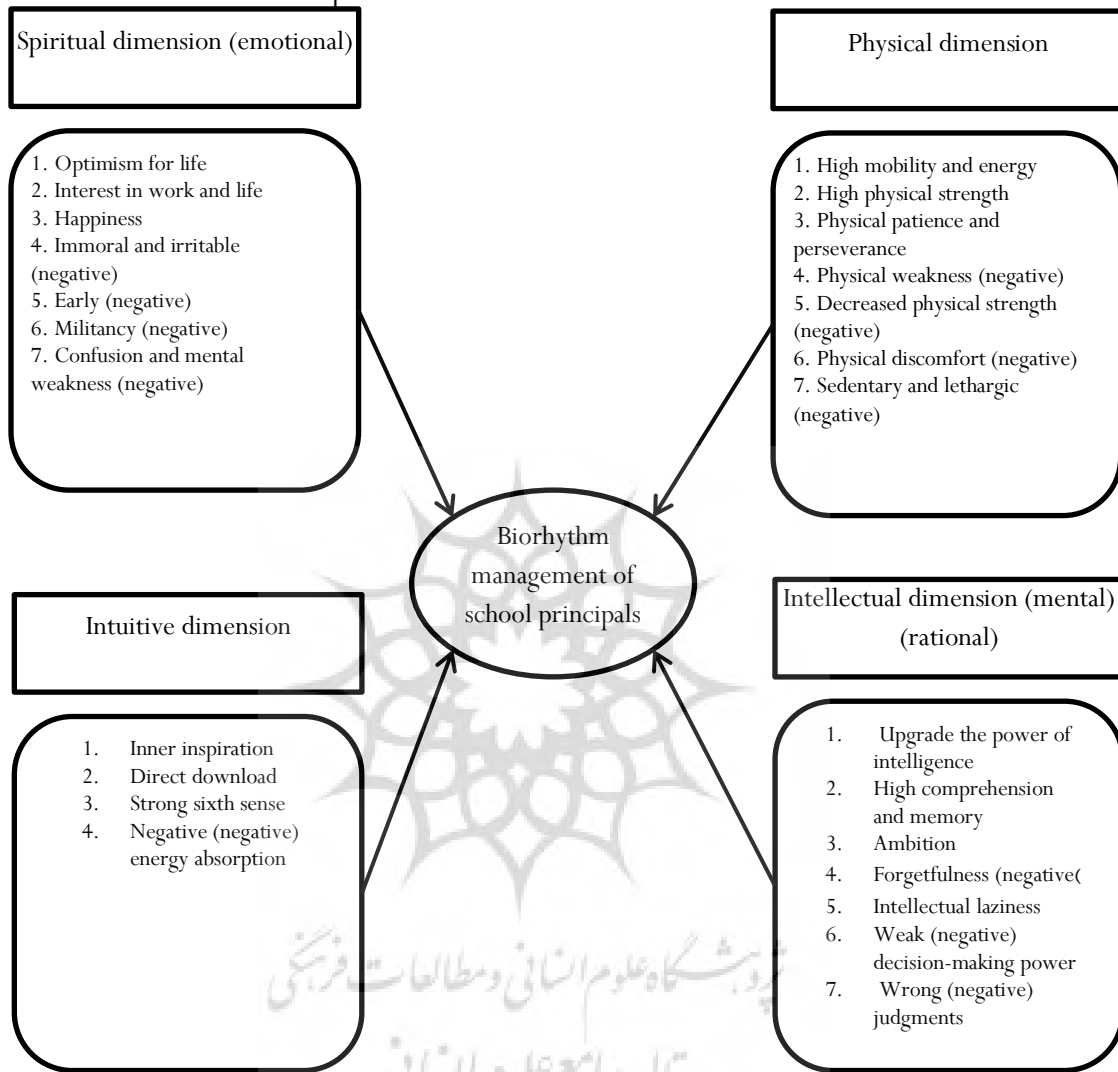 Spiritual dimension (emotional)
1. Optimism for life
2. Interest in work and life
3. Happiness
4. Immoral and irritable
(negative)
5. Early (negative)
6. Militancy (negative)
7. Confusion and mental
weakness (negative)
Physical dimension
1. High mobility and energy
2. High physical strength
3. Physical patience and
perseverance
4. Physical weakness (negative)
5. Decreased physical strength
(negative)
6. Physical discomfort (negative)
7. Sedentary and lethargic
(negative)
Biorhythm
management of
school principals
Intuitive dimension
1. Inner inspiration
2. Direct download
3. Strong sixth sense
4. Negative (negative)
energy absorption
Intellectual dimension (mental)
(rational)
1. Upgrade the power of
intelligence
2. High comprehension
and memory
3. Ambition
4. Forgetfulness (negative(
5. Intellectual laziness
6. Weak (negative)
decision-making power
7. Wrong (negative)
judgments
پژوهشگاه علوم انسانی و مطالعات فرهنگی